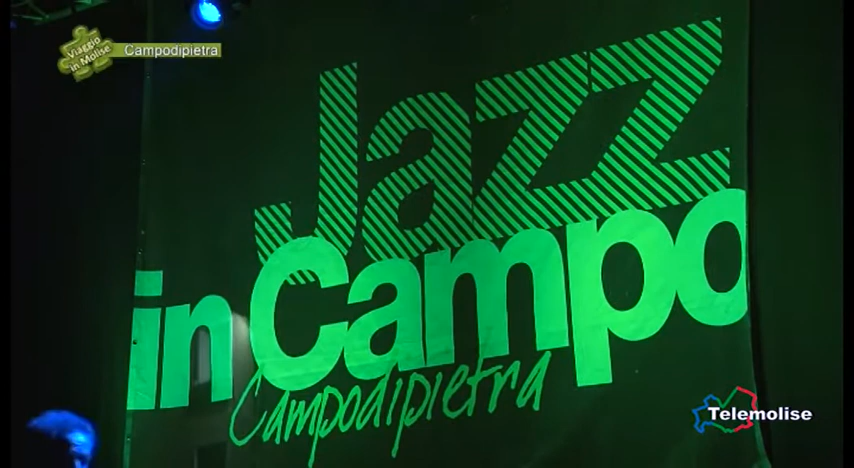 Viaggio
in Molise
Campodipietra
Jazz
in Campo
Campodipietra
Telemolise